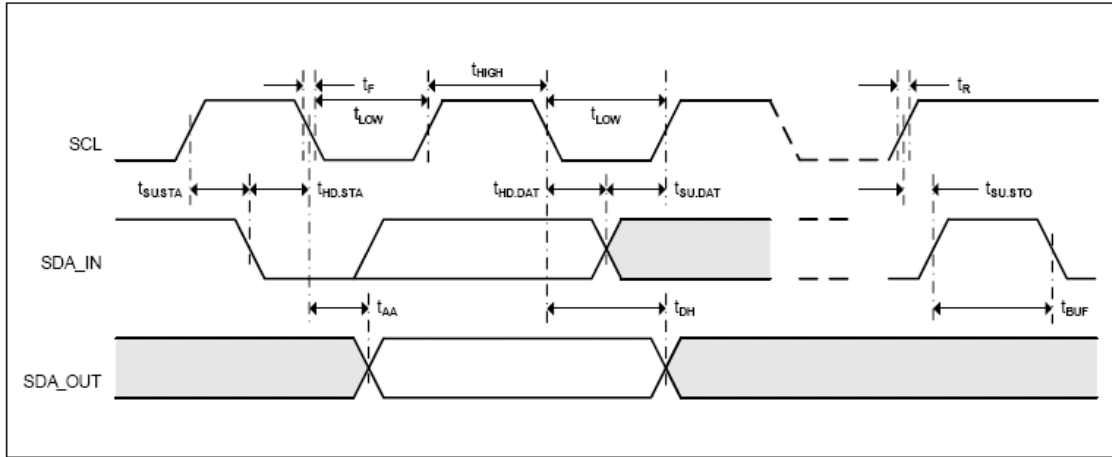 tHIGH
tF
tR
tLOW
tLOW
SCL
tSU.STA
tHD.STA
tHD.DAT
tSU.DAT
tSU.STO
SDA_IN
tAA
tDH
tBUF
SDA_OUT